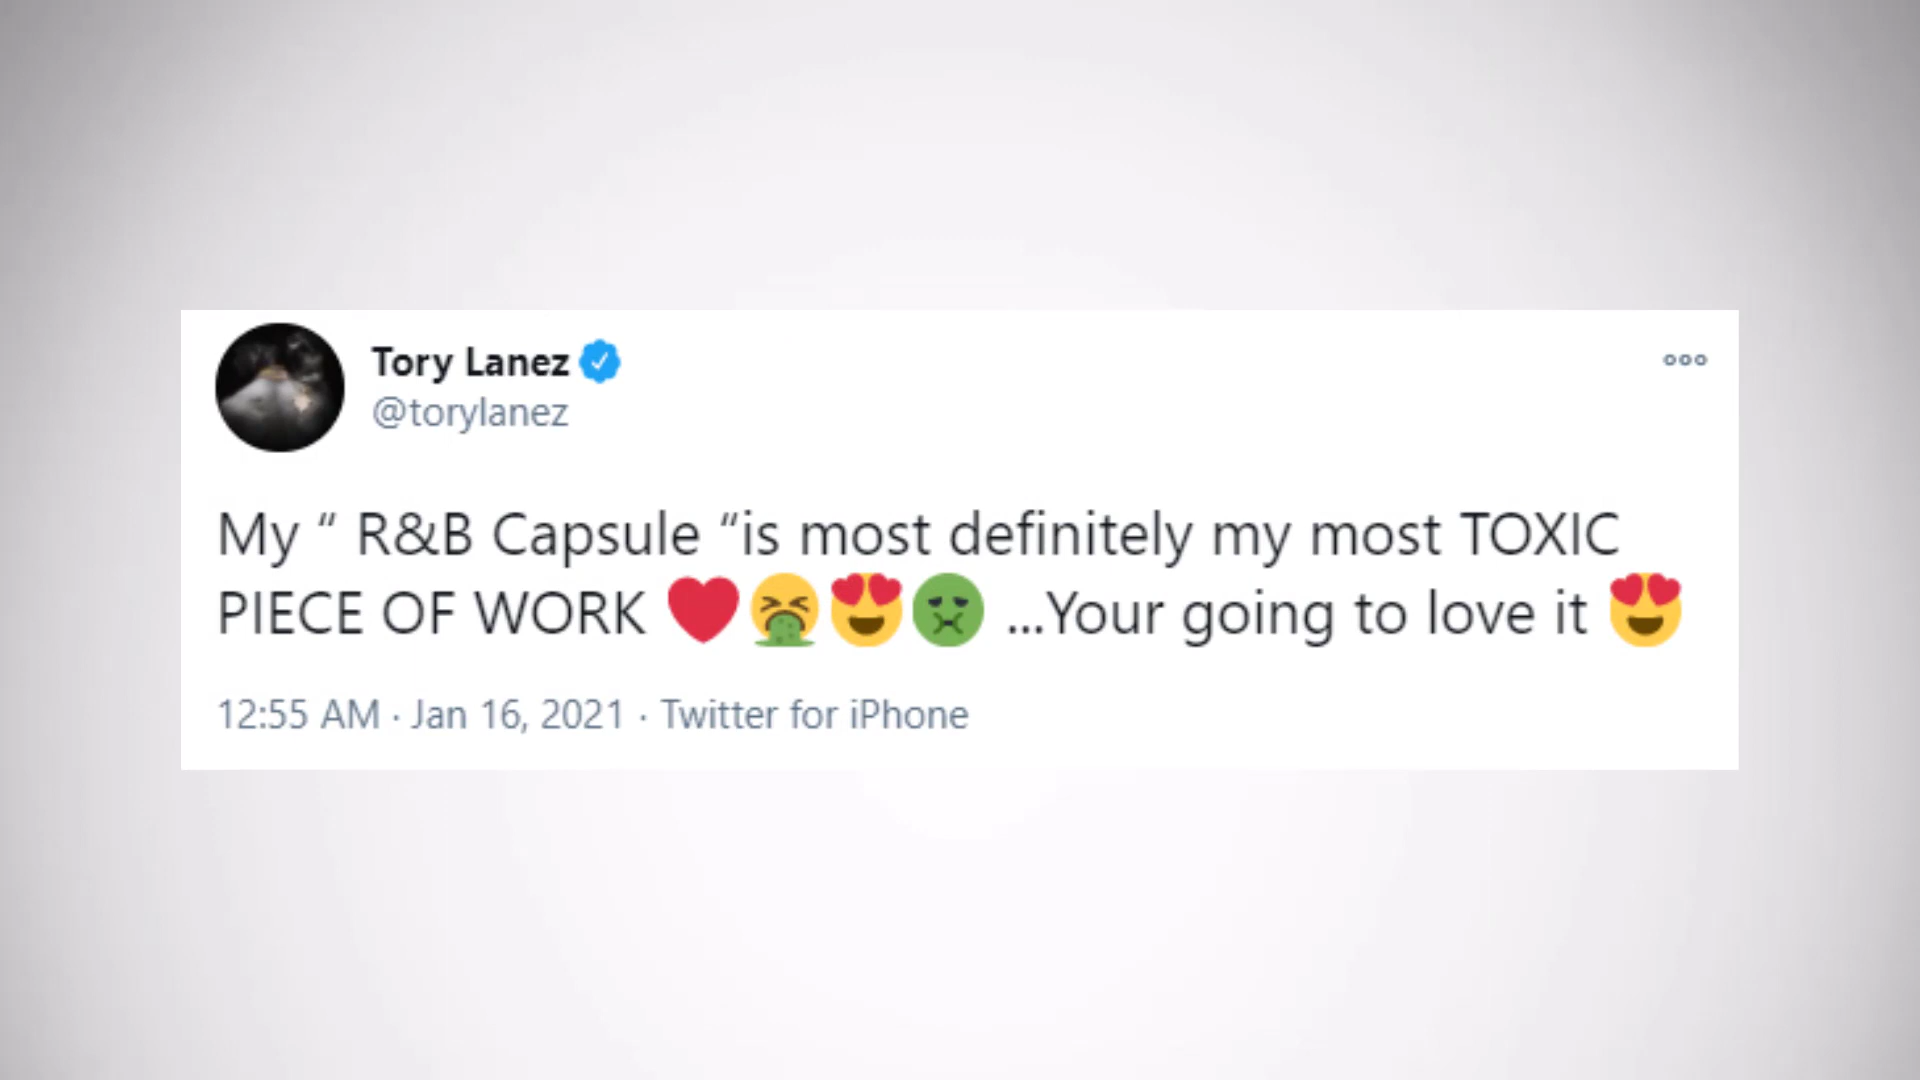 Tory Lanez
@torylanez
My “ R&B Capsule “is most definitely my most TOXIC
PIECE OF WORK ❤️🤮😍🤢 ...Your going to love it 😍
12:55 AM · Jan 16, 2021 · Twitter for iPhone